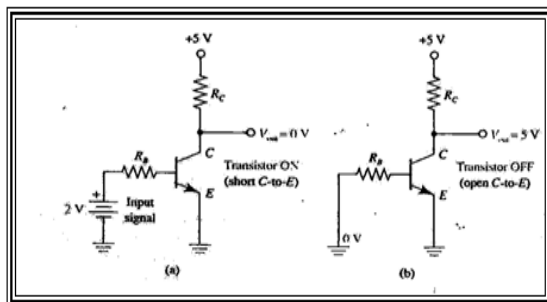 +5 V
R_C
V_out = 0 V
R_B
C
Transistor ON
(short C-to-E)
E
+
2 V
Input
signal
(a)
+5 V
R_C
V_out = 5 V
R_B
C
Transistor OFF
(open C-to-E)
E
0 V
(b)